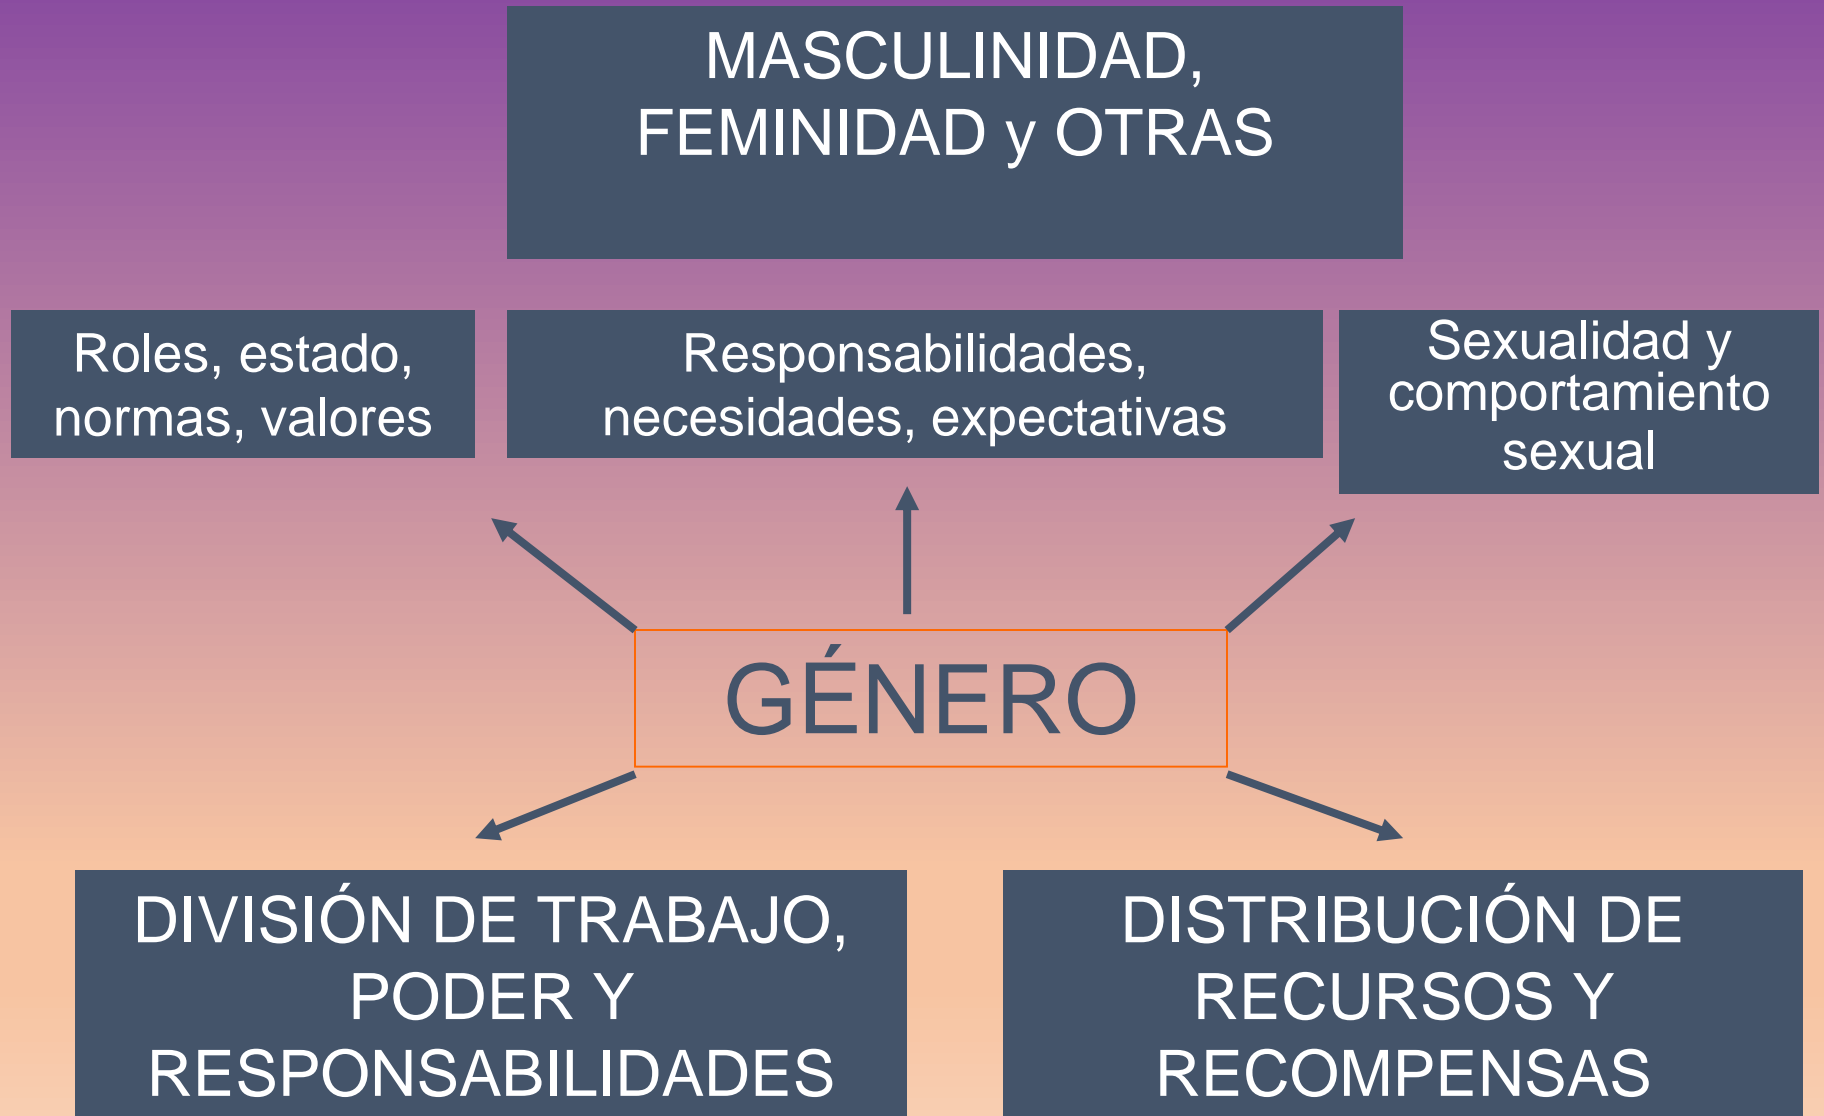 MASCULINIDAD,
FEMINIDAD y OTRAS
Roles, estado,
normas, valores
Responsabilidades,
necesidades, expectativas
Sexualidad y
comportamiento
sexual
GÉNERO
DIVISIÓN DE TRABAJO,
PODER Y
RESPONSABILIDADES
DISTRIBUCIÓN DE
RECURSOS Y
RECOMPENSAS